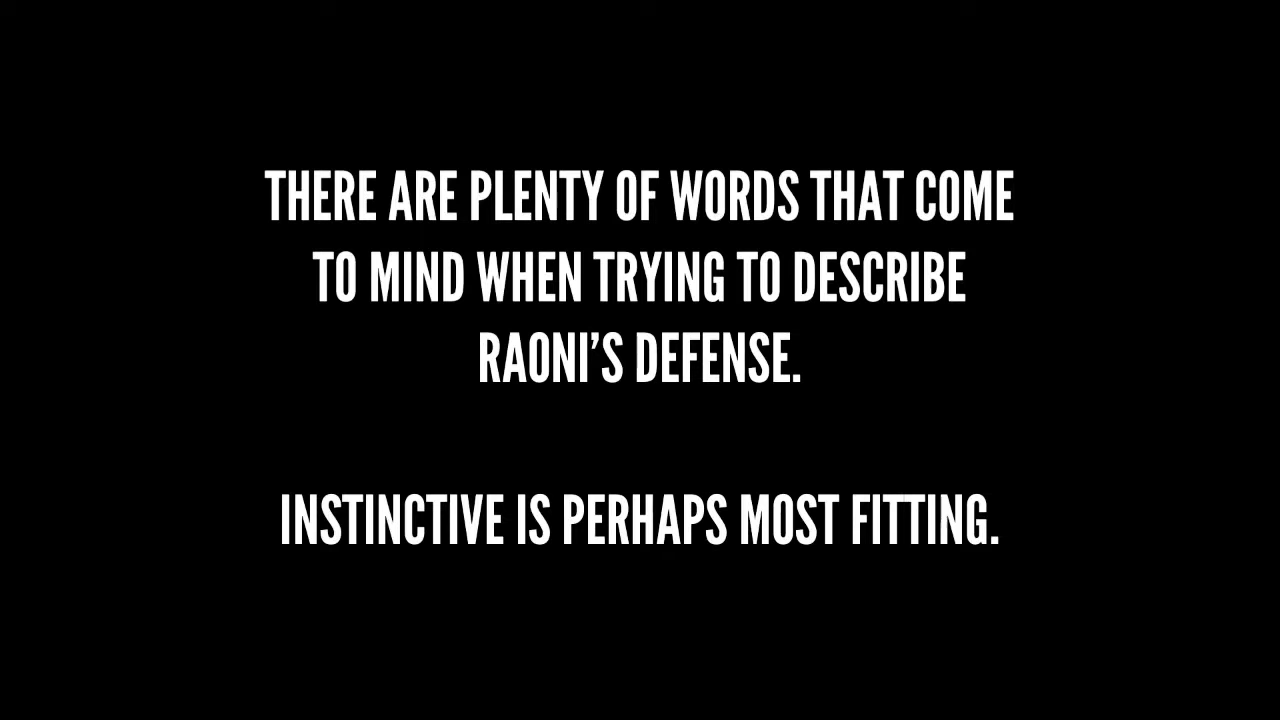 THERE ARE PLENTY OF WORDS THAT COME
TO MIND WHEN TRYING TO DESCRIBE
RAONI’S DEFENSE.
INSTINCTIVE IS PERHAPS MOST FITTING.